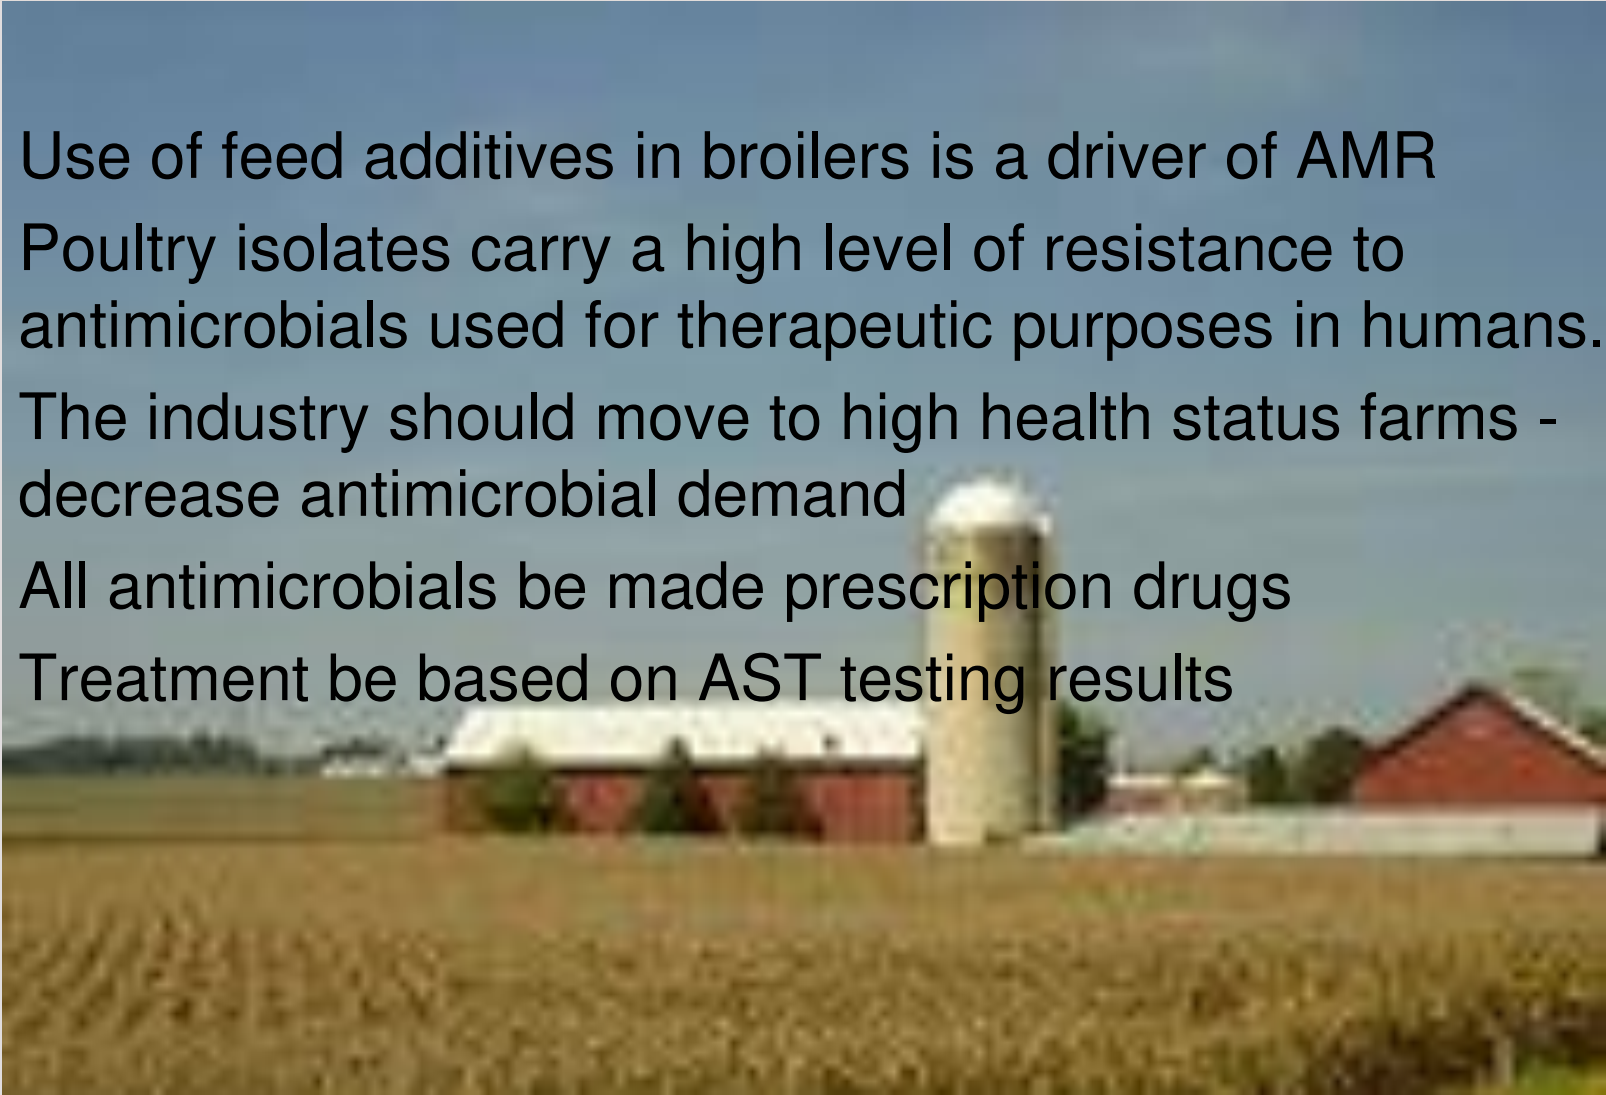 Use of feed additives in broilers is a driver of AMR
Poultry isolates carry a high level of resistance to
antimicrobials used for therapeutic purposes in humans.
The industry should move to high health status farms -
decrease antimicrobial demand
All antimicrobials be made prescription drugs
Treatment be based on AST testing results